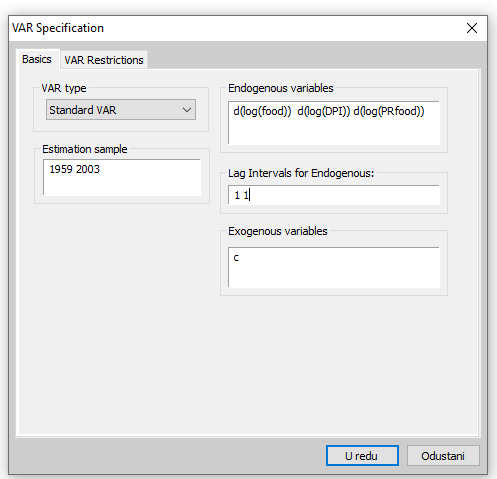 VAR Specification
Basics
VAR Restrictions
VAR type
Standard VAR
Estimation sample
1959 2003
Endogenous variables
d(log(food))  d(log(DPI)) d(log(PRfood))
Lag Intervals for Endogenous:
1 1
Exogenous variables
c
U redu
Odustani